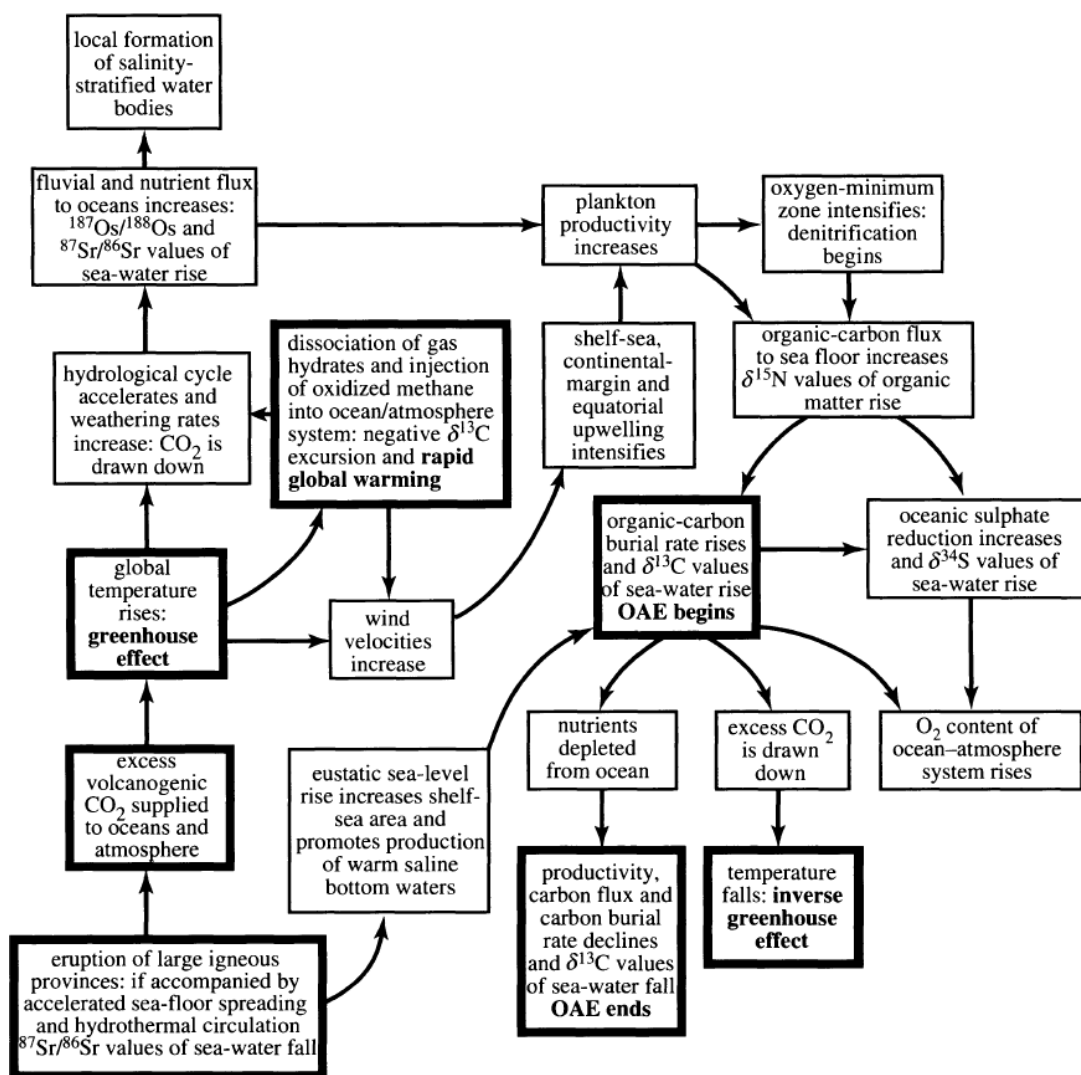 local formation
of salinity-
stratified water
bodies
fluvial and nutrient flux
to oceans increases:
¹⁸⁷Os/¹⁸⁸Os and
⁸⁷Sr/⁸⁶Sr values of
sea-water rise
plankton
productivity
increases
oxygen-minimum
zone intensifies:
denitrification
begins
hydrological cycle
accelerates and
weathering rates
increase: CO₂ is
drawn down
dissociation of gas
hydrates and injection
of oxidized methane
into ocean/atmosphere
system: negative δ¹³C
excursion and rapid
global warming
shelf-sea,
continental-
margin and
equatorial
upwelling
intensifies
organic-carbon flux
to sea floor increases
δ¹⁵N values of organic
matter rise
global
temperature
rises:
greenhouse
effect
wind
velocities
increase
organic-carbon
burial rate rises
and δ¹³C values
of sea-water rise
OAE begins
oceanic sulphate
reduction increases
and δ³⁴S values of
sea-water rise
excess
volcanogenic
CO₂ supplied
to oceans and
atmosphere
eustatic sea-level
rise increases shelf-
sea area and
promotes production
of warm saline
bottom waters
nutrients
depleted
from ocean
excess CO₂
is drawn
down
O₂ content of
ocean–atmosphere
system rises
eruption of large igneous
provinces: if accompanied by
accelerated sea-floor spreading
and hydrothermal circulation
⁸⁷Sr/⁸⁶Sr values of sea-water fall
productivity,
carbon flux and
carbon burial
rate declines
and δ¹³C values
of sea-water fall
OAE ends
temperature
falls: inverse
greenhouse
effect